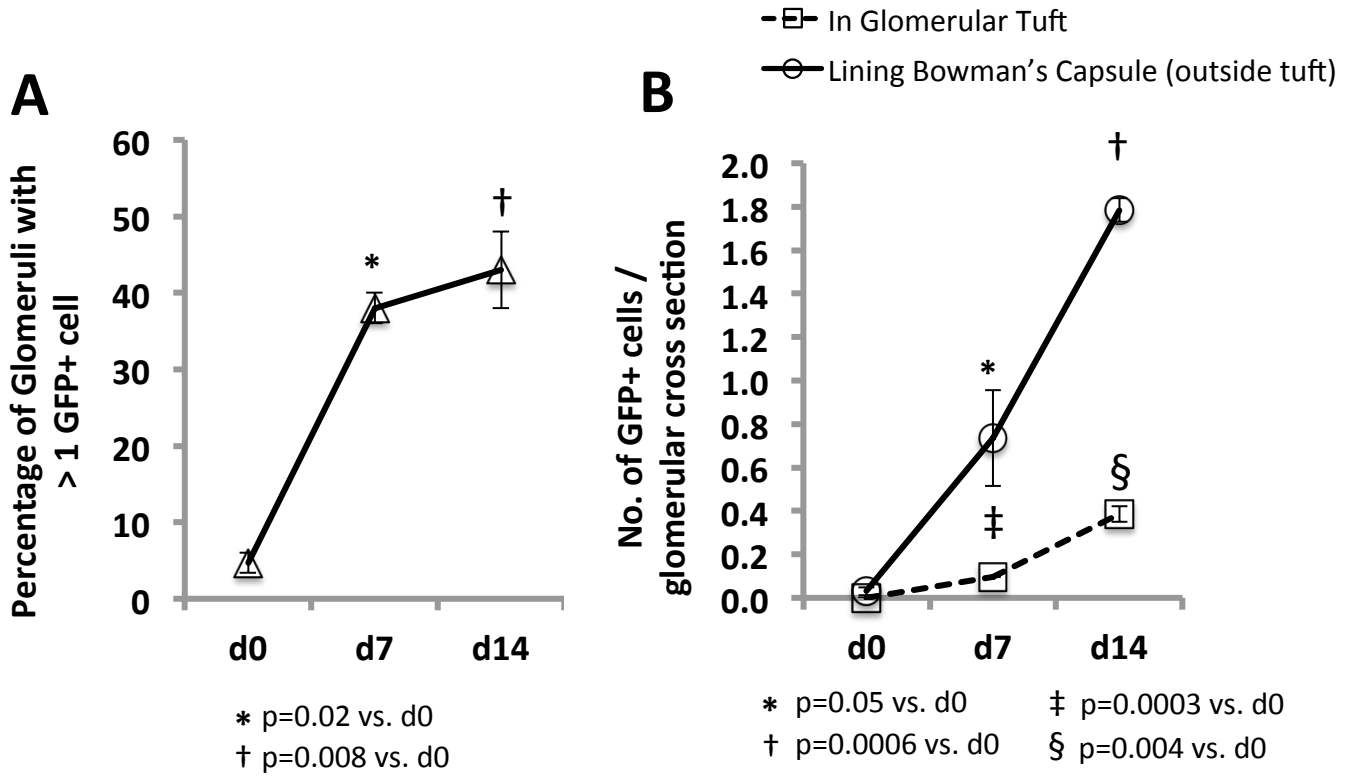 In Glomerular Tuft
Lining Bowman's Capsule (outside tuft)
A
Percentage of Glomeruli with
> 1 GFP+ cell
60
50
40
30
20
10
0
*
†
d0 d7 d14
* p=0.02 vs. d0
† p=0.008 vs. d0
B
No. of GFP+ cells /
glomerular cross section
2.0
1.8
1.6
1.4
1.2
1.0
0.8
0.6
0.4
0.2
0.0
†
*
‡
§
d0 d7 d14
* p=0.05 vs. d0 ‡ p=0.0003 vs. d0
† p=0.0006 vs. d0 § p=0.004 vs. d0